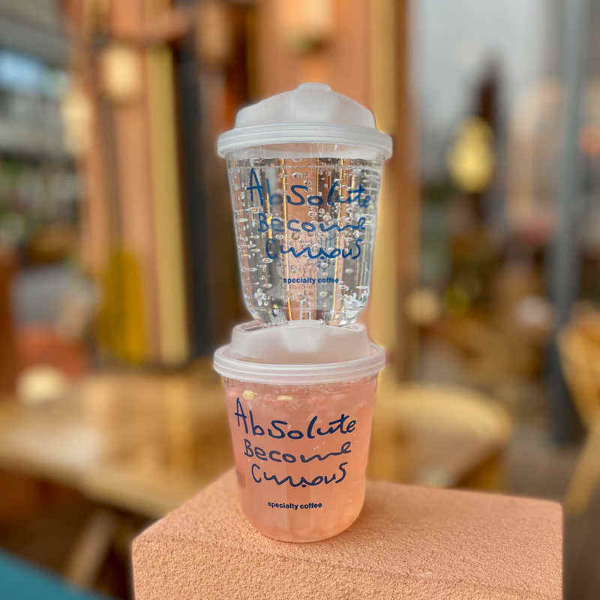 Absolute
Become
Curious
specialty coffee
Absolute
Become
Curious
specialty coffee